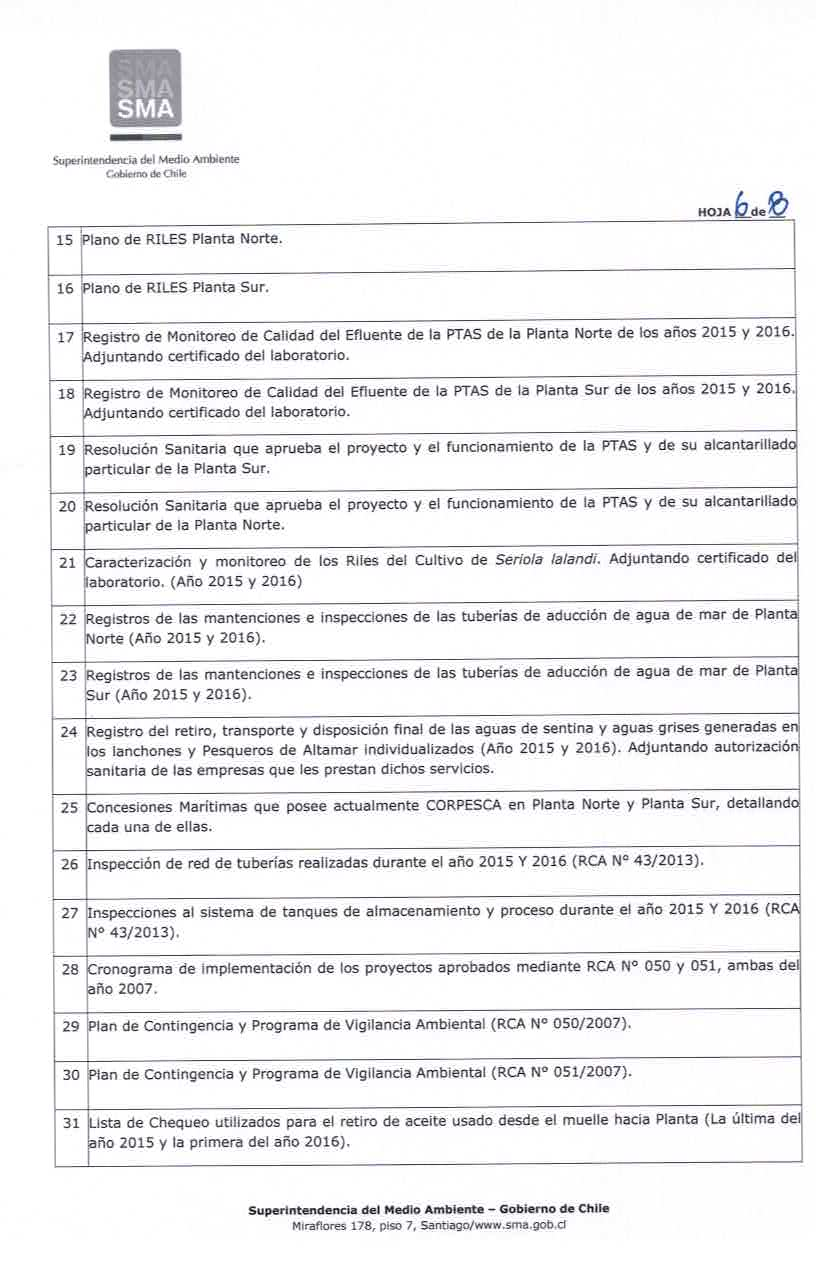 SMA
SMA
SMA
Superintendencia del Medio Ambiente
Gobierno de Chile
HOJA 6 de 8
15 Plano de RILES Planta Norte.
16 Plano de RILES Planta Sur.
17 Registro de Monitoreo de Calidad del Efluente de la PTAS de la Planta Norte de los años 2015 y 2016.
Adjuntando certificado del laboratorio.
18 Registro de Monitoreo de Calidad del Efluente de la PTAS de la Planta Sur de los años 2015 y 2016.
Adjuntando certificado del laboratorio.
19 Resolución Sanitaria que aprueba el proyecto y el funcionamiento de la PTAS y de su alcantarillado
particular de la Planta Sur.
20 Resolución Sanitaria que aprueba el proyecto y el funcionamiento de la PTAS y de su alcantarillado
particular de la Planta Norte.
21 Caracterización y monitoreo de los Riles del Cultivo de Seriola lalandi. Adjuntando certificado del
laboratorio. (Año 2015 y 2016)
22 Registros de las mantenciones e inspecciones de las tuberías de aducción de agua de mar de Planta
Norte (Año 2015 y 2016).
23 Registros de las mantenciones e inspecciones de las tuberías de aducción de agua de mar de Planta
Sur (Año 2015 y 2016).
24 Registro del retiro, transporte y disposición final de las aguas de sentina y aguas grises generadas en
los lanchones y Pesqueros de Altamar individualizados (Año 2015 y 2016). Adjuntando autorización
sanitaria de las empresas que les prestan dichos servicios.
25 Concesiones Marítimas que posee actualmente CORPESCA en Planta Norte y Planta Sur, detallando
cada una de ellas.
26 Inspección de red de tuberías realizadas durante el año 2015 Y 2016 (RCA Nº 43/2013).
27 Inspecciones al sistema de tanques de almacenamiento y proceso durante el año 2015 Y 2016 (RCA
Nº 43/2013).
28 Cronograma de implementación de los proyectos aprobados mediante RCA Nº 050 y 051, ambas del
año 2007.
29 Plan de Contingencia y Programa de Vigilancia Ambiental (RCA Nº 050/2007).
30 Plan de Contingencia y Programa de Vigilancia Ambiental (RCA Nº 051/2007).
31 Lista de Chequeo utilizados para el retiro de aceite usado desde el muelle hacia Planta (La última del
año 2015 y la primera del año 2016).
Superintendencia del Medio Ambiente – Gobierno de Chile
Miraflores 178, piso 7, Santiago/www.sma.gob.cl